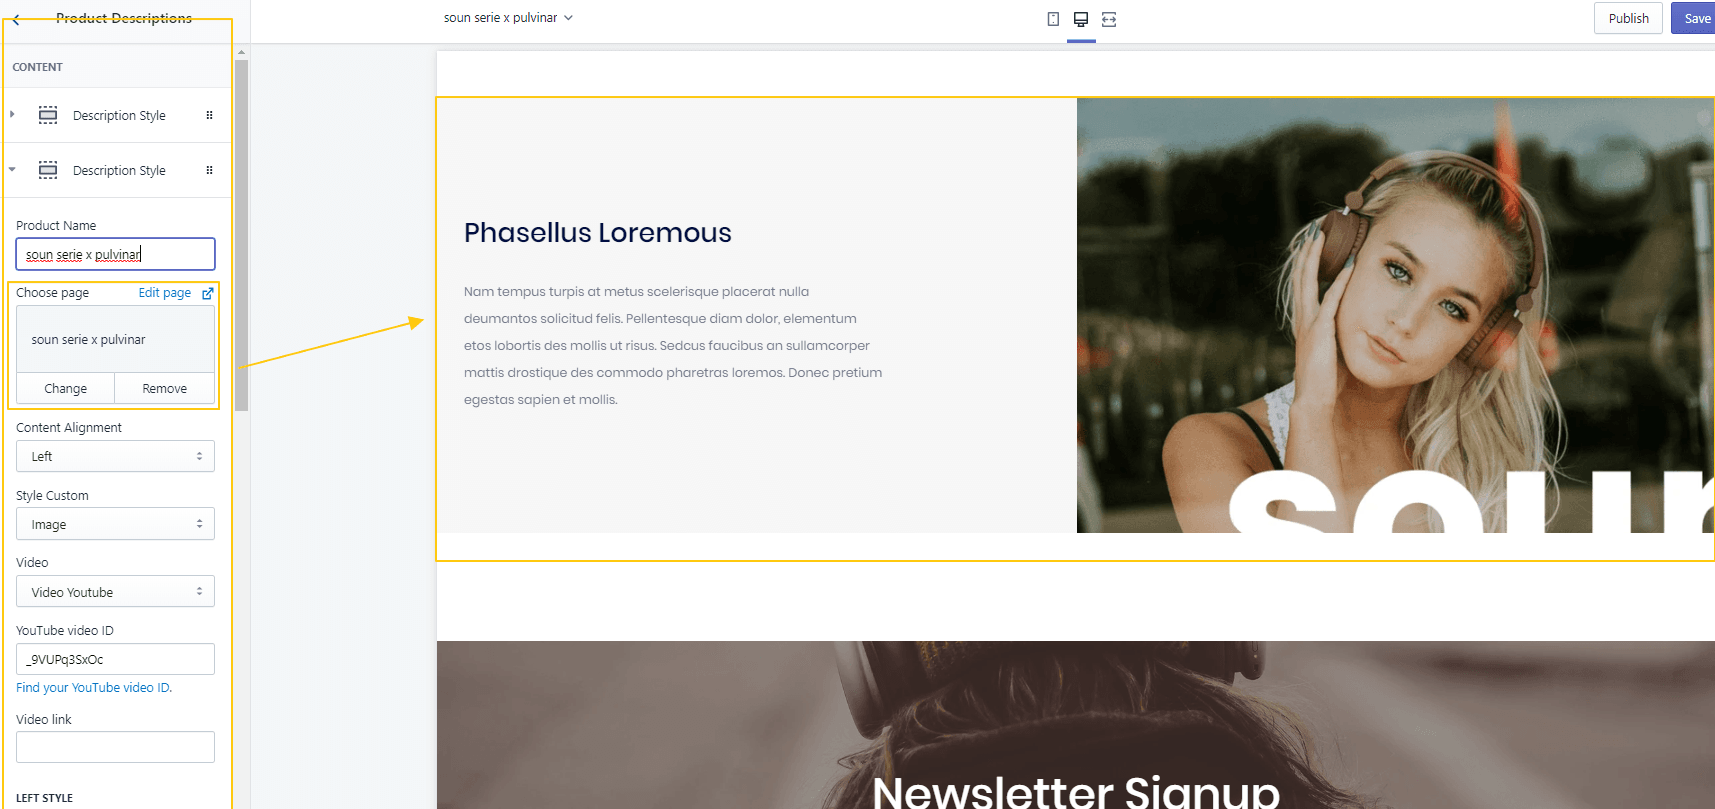 Product Descriptions
soun serie x pulvinar
Publish
Save
CONTENT
Description Style
Description Style
Product Name
soun serie x pulvinar
Choose page
Edit page
soun serie x pulvinar
Change
Remove
Content Alignment
Left
Style Custom
Image
Video
Video Youtube
YouTube video ID
_9VUPq3SxOc
Find your YouTube video ID.
Video link
LEFT STYLE
Phasellus Loremous
Nam tempus turpis at metus scelerisque placerat nulla
deumantos solicitud felis. Pellentesque diam dolor, elementum
etos lobortis des mollis ut risus. Sedcus faucibus an sullamcorper
mattis drostique des commodo pharetras loremos. Donec pretium
egestas sapien et mollis.
soun
Newsletter Signup